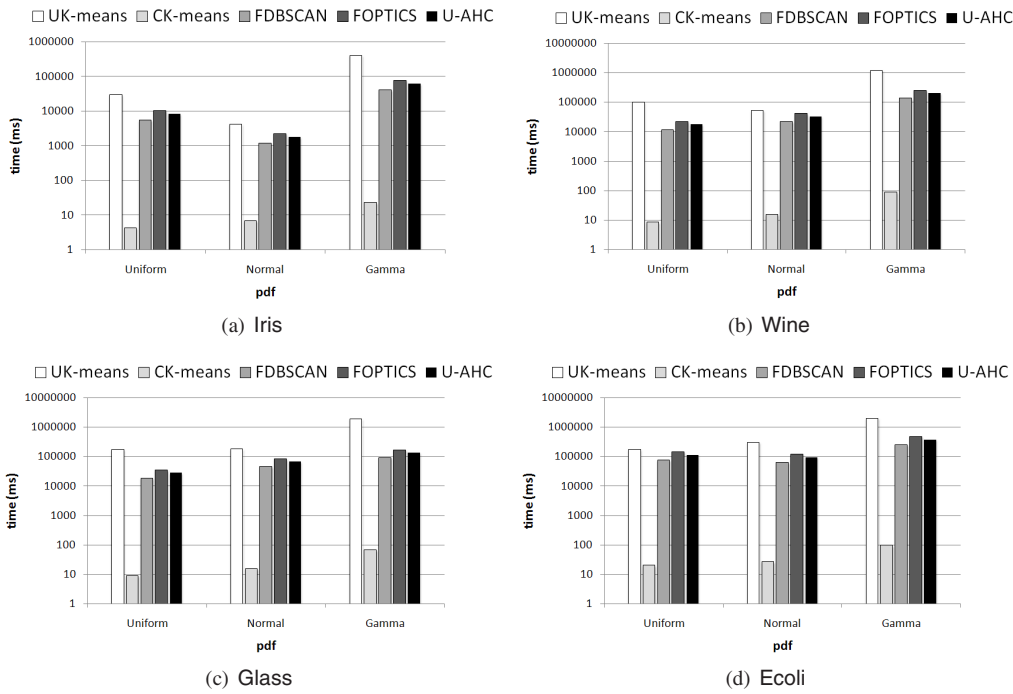 UK-means CK-means FDBSCAN FOPTICS U-AHC
1000000
100000
10000
1000
100
10
1
time (ms)
Uniform Normal Gamma
pdf
(a) Iris
UK-means CK-means FDBSCAN FOPTICS U-AHC
10000000
1000000
100000
10000
1000
100
10
1
time (ms)
Uniform Normal Gamma
pdf
(b) Wine
UK-means CK-means FDBSCAN FOPTICS U-AHC
10000000
1000000
100000
10000
1000
100
10
1
time (ms)
Uniform Normal Gamma
pdf
(c) Glass
UK-means CK-means FDBSCAN FOPTICS U-AHC
10000000
1000000
100000
10000
1000
100
10
1
time (ms)
Uniform Normal Gamma
pdf
(d) Ecoli